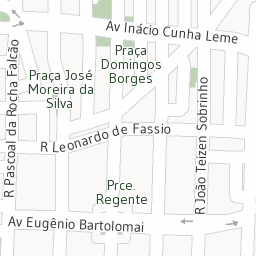 Av Inácio Cunha Leme
Praça
Domingos
Borges
Praça José
Moreira da
Silva
R Pascoal da Rocha Falcão
R Leonardo de Fassio
R João Teizen Sobrinho
Prce.
Regente
Av Eugênio Bartolomai